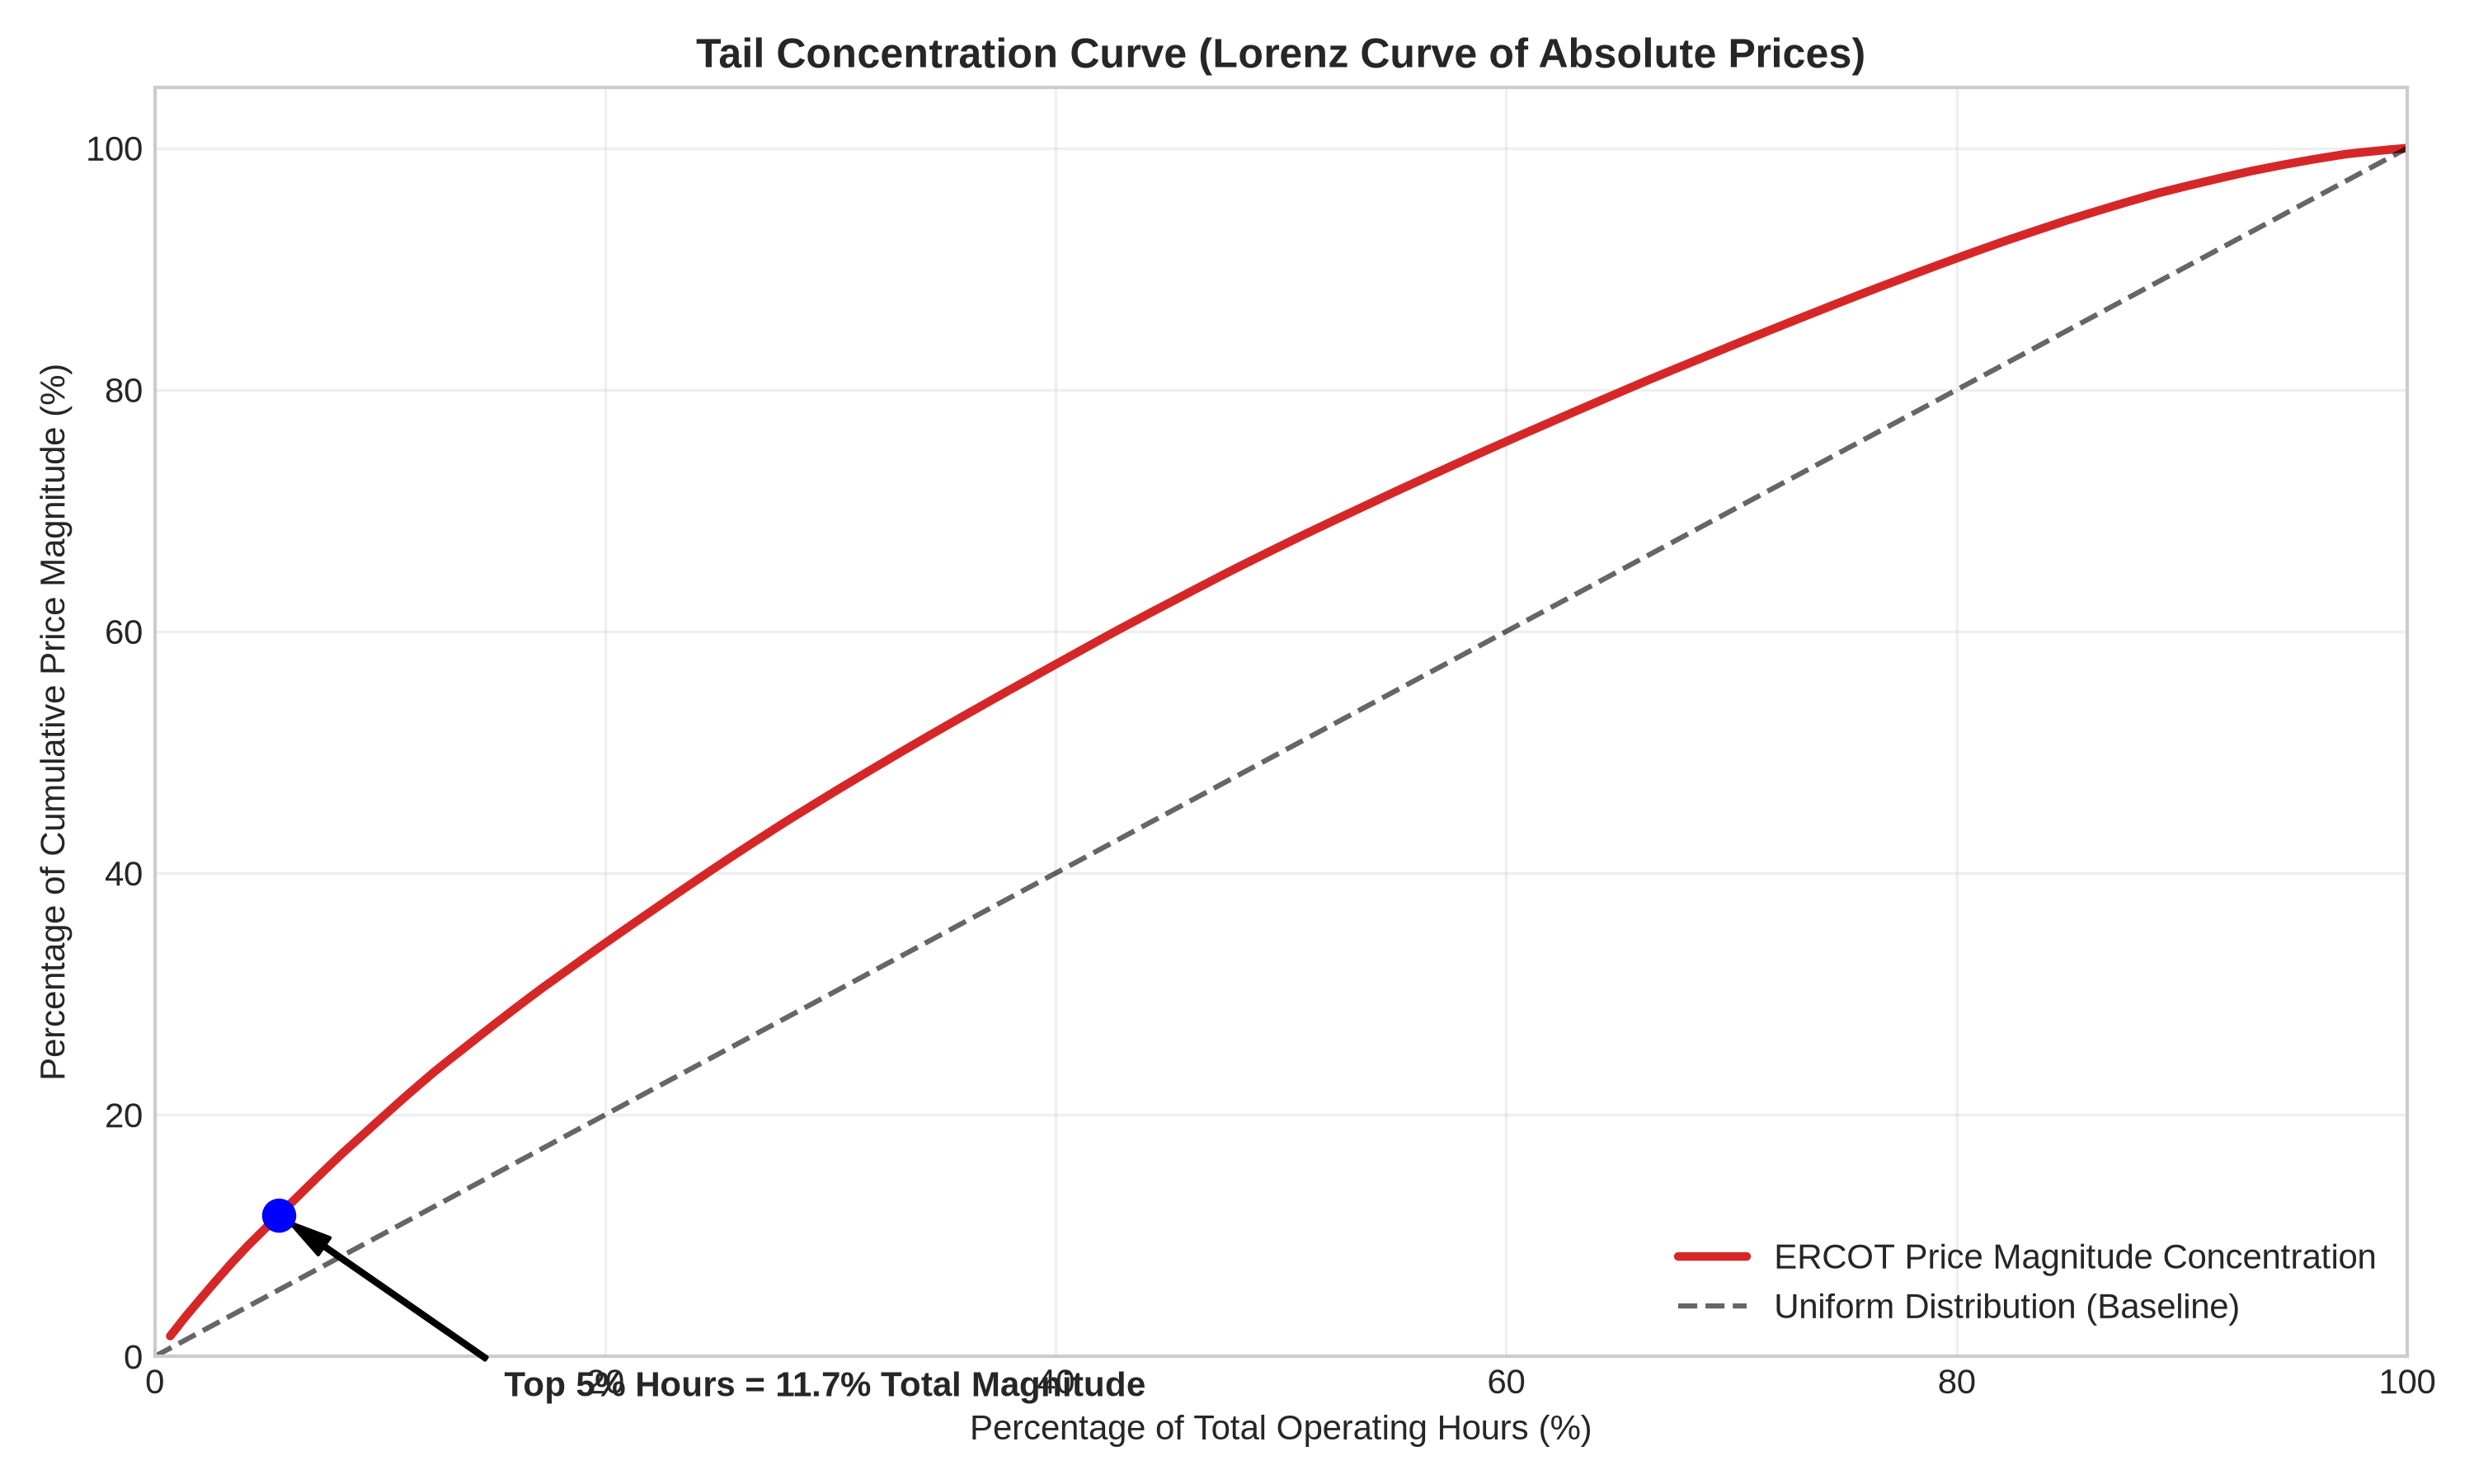 Tail Concentration Curve (Lorenz Curve of Absolute Prices)
Percentage of Cumulative Price Magnitude (%)
100
80
60
40
20
0
ERCOT Price Magnitude Concentration
Uniform Distribution (Baseline)
0
20
40
60
80
100
Top 5% Hours = 11.7% Total Magnitude
Percentage of Total Operating Hours (%)